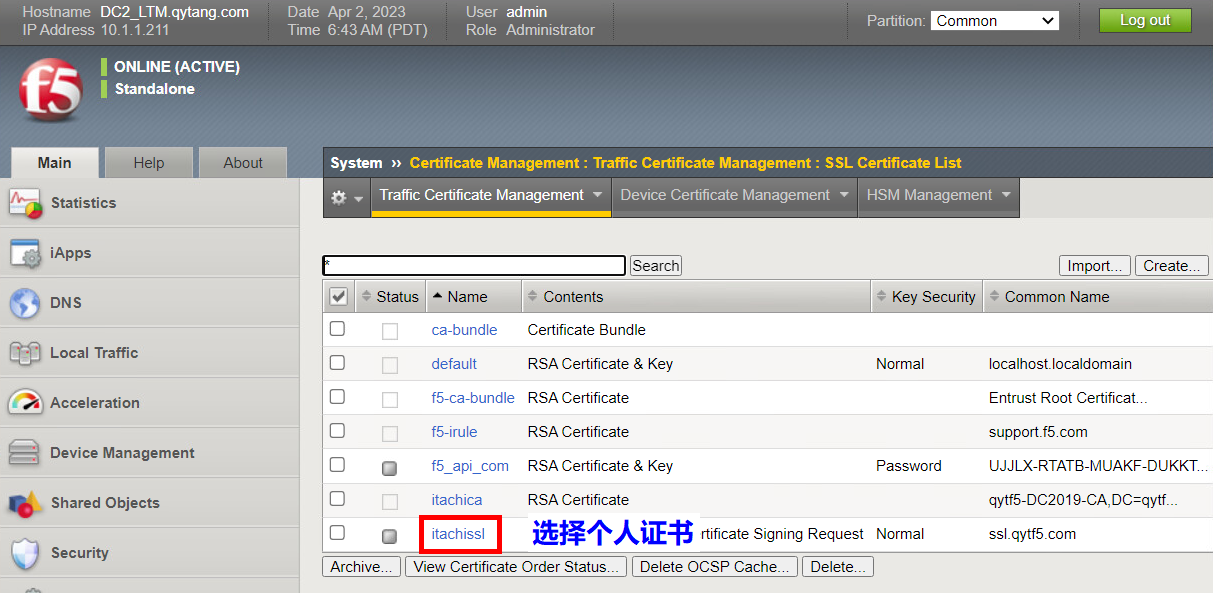 Hostname DC2_LTM.qytang.com Date Apr 2, 2023 User admin Partition: Common Log out
IP Address 10.1.1.211 Time 6:43 AM (PDT) Role Administrator
f5
ONLINE (ACTIVE)
Standalone
Main Help About
System ›› Certificate Management : Traffic Certificate Management : SSL Certificate List
Traffic Certificate Management Device Certificate Management HSM Management
Statistics
iApps
DNS
Local Traffic
Acceleration
Device Management
Shared Objects
Security
* Search Import... Create...
Status Name Contents Key Security Common Name
ca-bundle Certificate Bundle
default RSA Certificate & Key Normal localhost.localdomain
f5-ca-bundle RSA Certificate Entrust Root Certificat...
f5-irule RSA Certificate support.f5.com
f5_api_com RSA Certificate & Key Password UJJLX-RTATB-MUAKF-DUKKT...
itachica RSA Certificate qytf5-DC2019-CA,DC=qytf...
itachissl 选择个人证书 rtificate Signing Request Normal ssl.qytf5.com
Archive... View Certificate Order Status... Delete OCSP Cache... Delete...